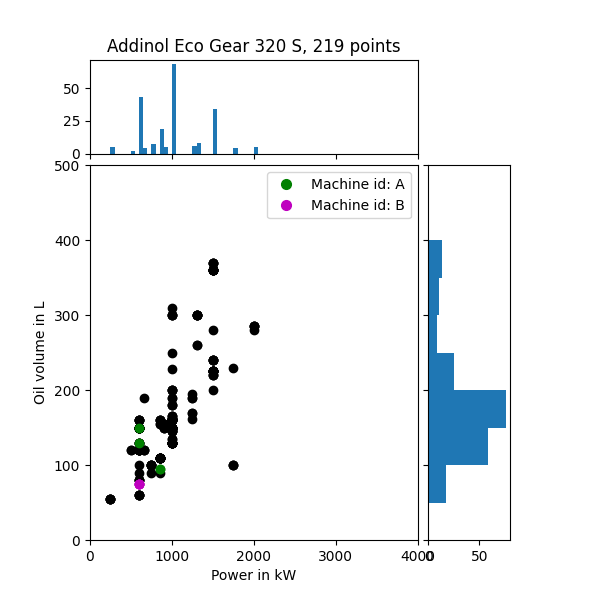 Addinol Eco Gear 320 S, 219 points
50
25
0
500
400
300
200
100
0
Oil volume in L
Machine id: A
Machine id: B
0 1000 2000 3000 4000
0 50
Power in kW